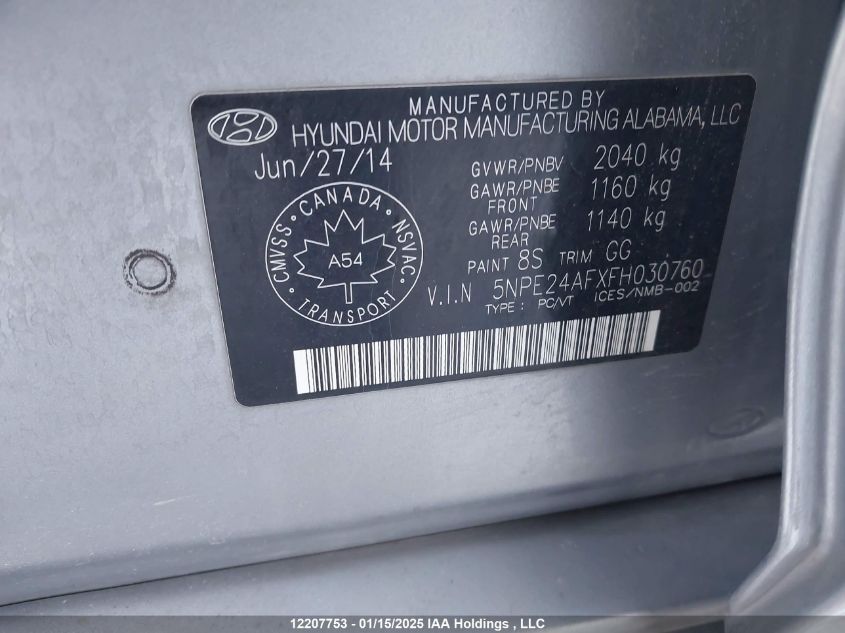 MANUFACTURED BY
HYUNDAI MOTOR MANUFACTURING ALABAMA, LLC
Jun/27/14
GVWR/PNBV 2040 kg
GAWR/PNBE FRONT 1160 kg
GAWR/PNBE REAR 1140 kg
PAINT 8S TRIM GG
V.I.N 5NPE24AFXFH030760
TYPE: PC/VT ICES/NMB-002
CMVSS · CANADA · NSVAC · TRANSPORT
A54
12207753 - 01/15/2025 IAA Holdings , LLC